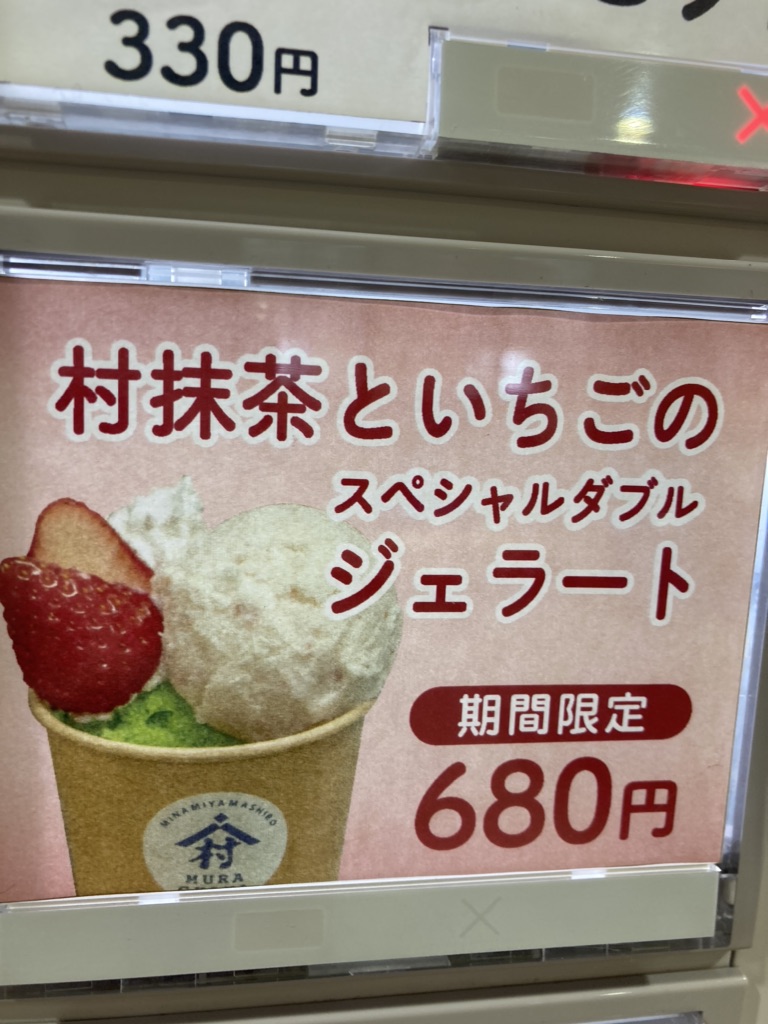 330円
村抹茶といちごの
スペシャルダブル
ジェラート
期間限定
680円
MINAMIYAMASHIRO
村
MURA